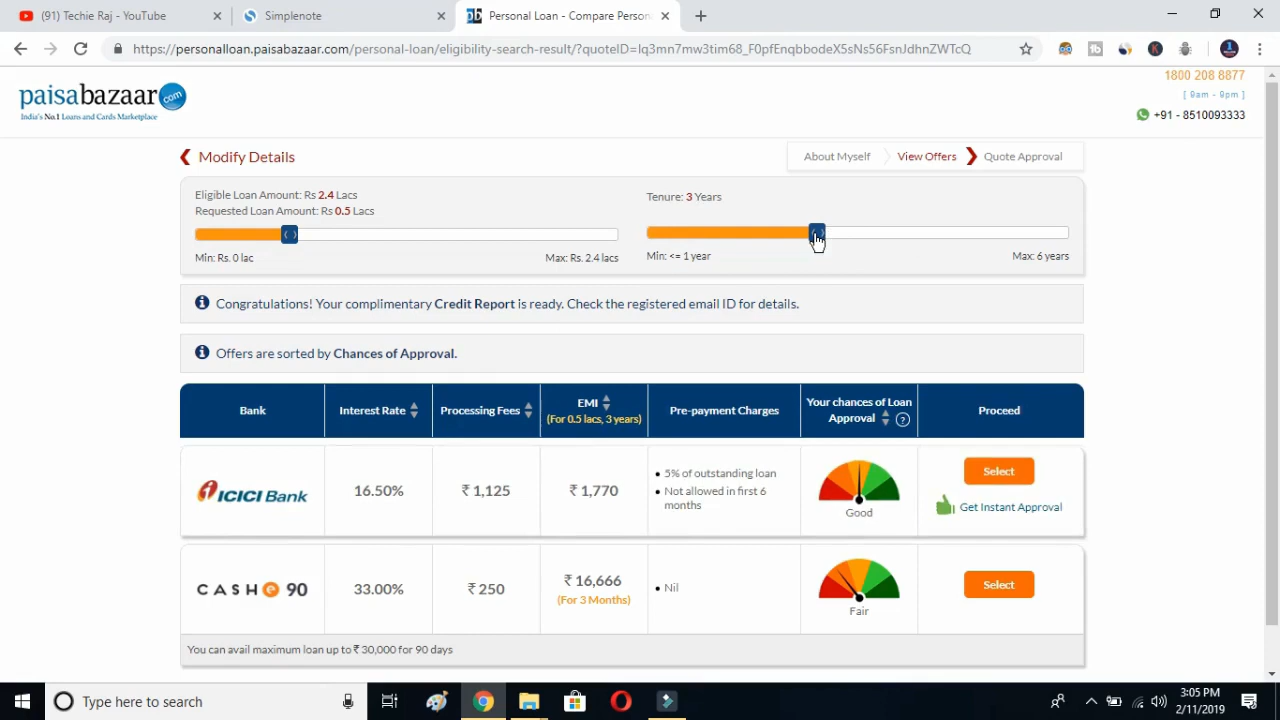 (91) Techie Raj - YouTube
Simplenote
Personal Loan - Compare Person
https://personalloan.paisabazaar.com/personal-loan/eligibility-search-result/?quoteID=Iq3mn7mw3tim68_F0pfEnqbbodeX5sNs56FsnJdhnZWTcQ
paisabazaar.com
India's No.1 Loans and Cards Marketplace
1800 208 8877
[ 9am - 9pm ]
+91 - 8510093333
Modify Details
About Myself
View Offers
Quote Approval
Eligible Loan Amount: Rs 2.4 Lacs
Requested Loan Amount: Rs 0.5 Lacs
Min: Rs. 0 lac
Max: Rs. 2.4 lacs
Tenure: 3 Years
Min: <= 1 year
Max: 6 years
Congratulations! Your complimentary Credit Report is ready. Check the registered email ID for details.
Offers are sorted by Chances of Approval.
Bank
Interest Rate
Processing Fees
EMI
(For 0.5 lacs, 3 years)
Pre-payment Charges
Your chances of Loan
Approval ?
Proceed
ICICI Bank
16.50%
₹ 1,125
₹ 1,770
• 5% of outstanding loan
• Not allowed in first 6
months
Good
Select
Get Instant Approval
CASHe 90
33.00%
₹ 250
₹ 16,666
(For 3 Months)
• Nil
Fair
Select
You can avail maximum loan up to ₹ 30,000 for 90 days
Type here to search
3:05 PM
2/11/2019